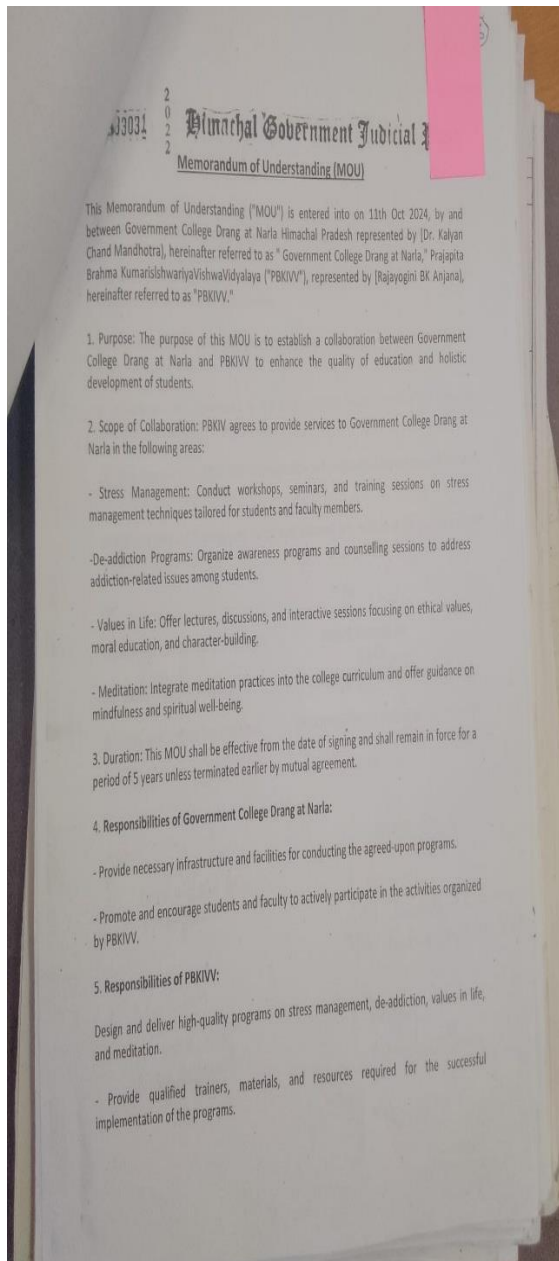 33031
2022
Himachal Government Judicial
Memorandum of Understanding (MOU)
This Memorandum of Understanding ("MOU") is entered into on 11th Oct 2024, by and
between Government College Drang at Narla Himachal Pradesh represented by [Dr. Kalyan
Chand Mandhotra], hereinafter referred to as " Government College Drang at Narla," Prajapita
Brahma KumarisIshwariyaVishwaVidyalaya ("PBKIVV"), represented by [Rajayogini BK Anjana],
hereinafter referred to as "PBKIVV."
1. Purpose: The purpose of this MOU is to establish a collaboration between Government
College Drang at Narla and PBKIVV to enhance the quality of education and holistic
development of students.
2. Scope of Collaboration: PBKIV agrees to provide services to Government College Drang at
Narla in the following areas:
- Stress Management: Conduct workshops, seminars, and training sessions on stress
management techniques tailored for students and faculty members.
-De-addiction Programs: Organize awareness programs and counselling sessions to address
addiction-related issues among students.
- Values in Life: Offer lectures, discussions, and interactive sessions focusing on ethical values,
moral education, and character-building.
- Meditation: Integrate meditation practices into the college curriculum and offer guidance on
mindfulness and spiritual well-being.
3. Duration: This MOU shall be effective from the date of signing and shall remain in force for a
period of 5 years unless terminated earlier by mutual agreement.
4. Responsibilities of Government College Drang at Narla:
- Provide necessary infrastructure and facilities for conducting the agreed-upon programs.
- Promote and encourage students and faculty to actively participate in the activities organized
by PBKIVV.
5. Responsibilities of PBKIVV:
Design and deliver high-quality programs on stress management, de-addiction, values in life,
and meditation.
- Provide qualified trainers, materials, and resources required for the successful
implementation of the programs.